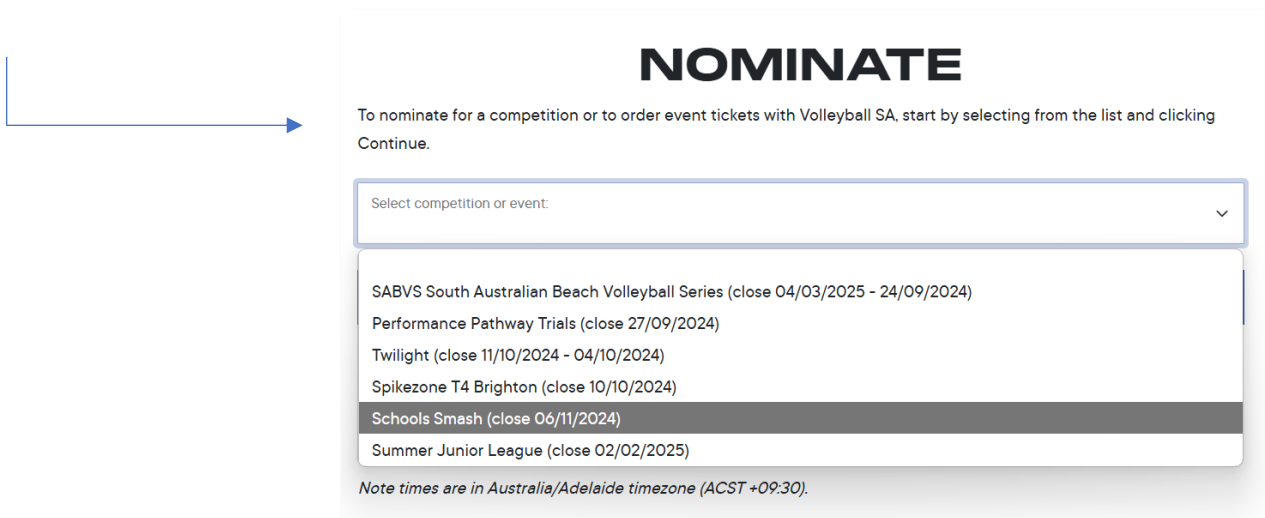 NOMINATE
To nominate for a competition or to order event tickets with Volleyball SA, start by selecting from the list and clicking
Continue.
Select competition or event:
SABVS South Australian Beach Volleyball Series (close 04/03/2025 - 24/09/2024)
Performance Pathway Trials (close 27/09/2024)
Twilight (close 11/10/2024 - 04/10/2024)
Spikezone T4 Brighton (close 10/10/2024)
Schools Smash (close 06/11/2024)
Summer Junior League (close 02/02/2025)
Note times are in Australia/Adelaide timezone (ACST +09:30).